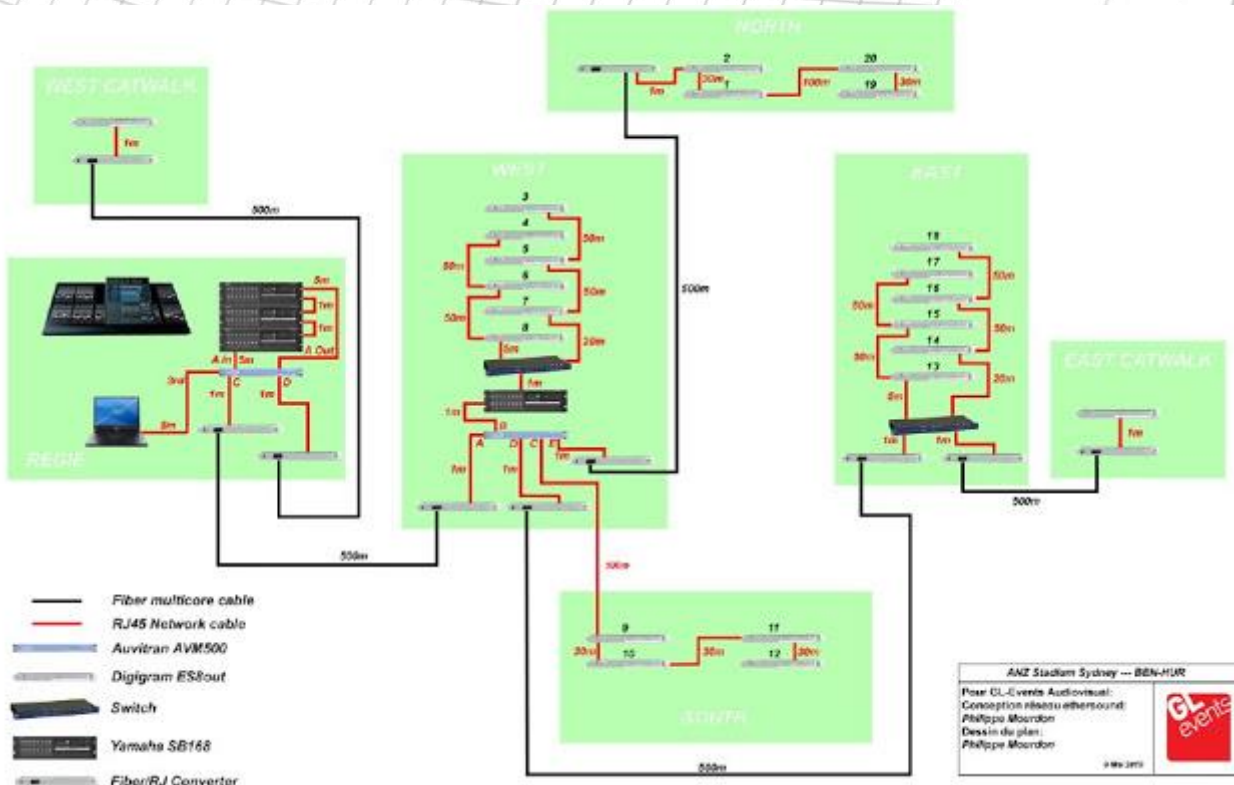 NORTH
2
20
30m
1m
1
100m
19
30m
WEST CATWALK
1m
500m
WEST
3
4
50m
5
50m
6
50m
7
50m
8
20m
5m
1m
1m
B
A
D
C
E
1m
1m
1m
500m
EAST
18
17
50m
16
50m
15
50m
14
50m
13
20m
5m
1m
1m
EAST CATWALK
1m
500m
5m
1m
1m
A In
5m
B Out
C
D
1m
1m
REGIE
500m
9
11
30m
10
30m
12
30m
SOUTH
500m
Fiber multicore cable
RJ45 Network cable
Auvitran AVM500
Digigram ES8out
Switch
Yamaha SB168
Fiber/RJ Converter
ANZ Stadium Sydney --- BEN-HUR
Pour GL-Events Audiovisual:
Conception réseau ethersound:
Philippe Mourdon
Dessin du plan:
Philippe Mourdon
GL
events